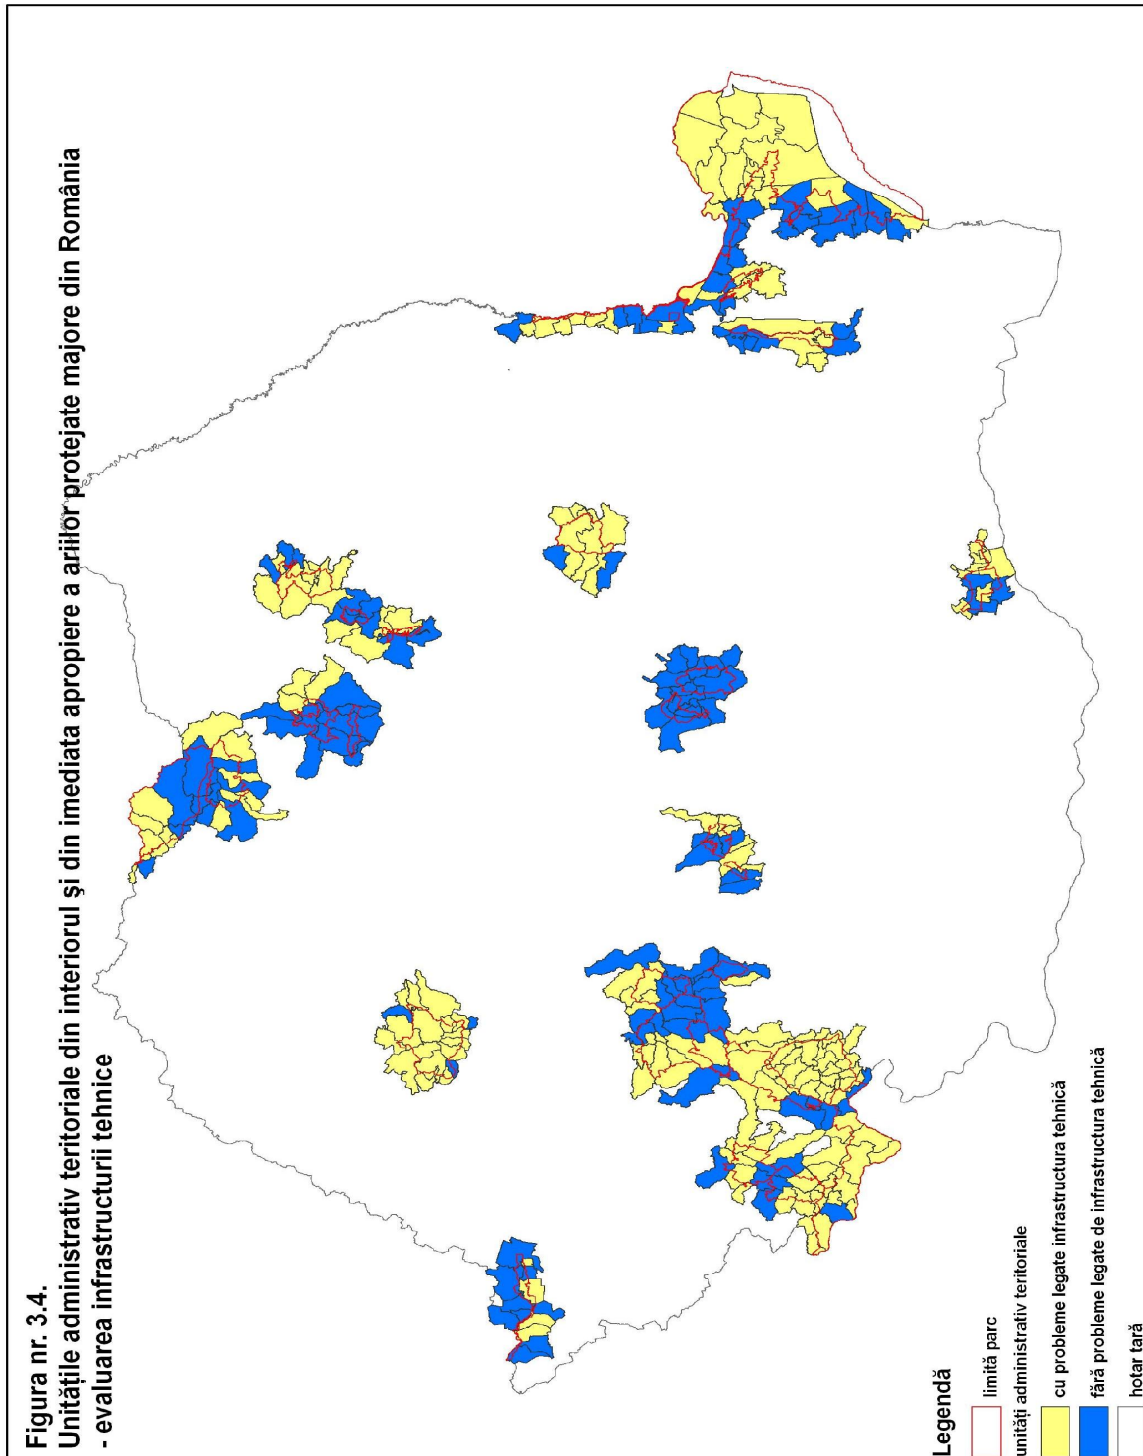 Figura nr. 3.4.
Unitățile administrativ teritoriale din interiorul și din imediata apropiere a ariilor protejate majore din România
- evaluarea infrastructurii tehnice
Legendă
limită parc
unități administrativ teritoriale
cu probleme legate infrastructura tehnică
fără probleme legate de infrastructura tehnică
hotar tară